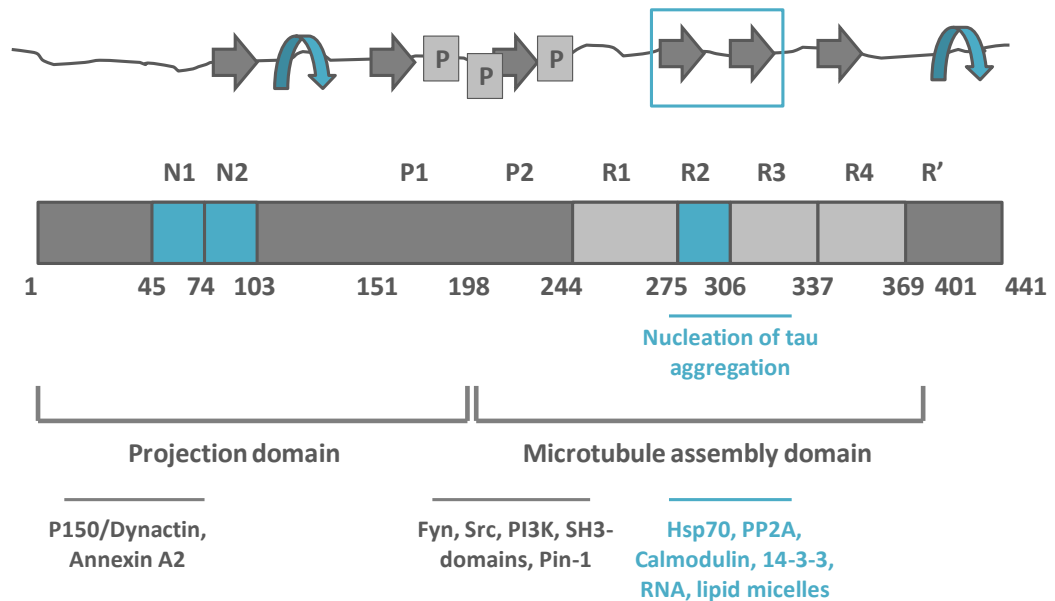 P P P
N1 N2 P1 P2 R1 R2 R3 R4 R’
1 45 74 103 151 198 244 275 306 337 369 401 441
Nucleation of tau
aggregation
Projection domain Microtubule assembly domain
P150/Dynactin,
Annexin A2
Fyn, Src, PI3K, SH3-
domains, Pin-1
Hsp70, PP2A,
Calmodulin, 14-3-3,
RNA, lipid micelles